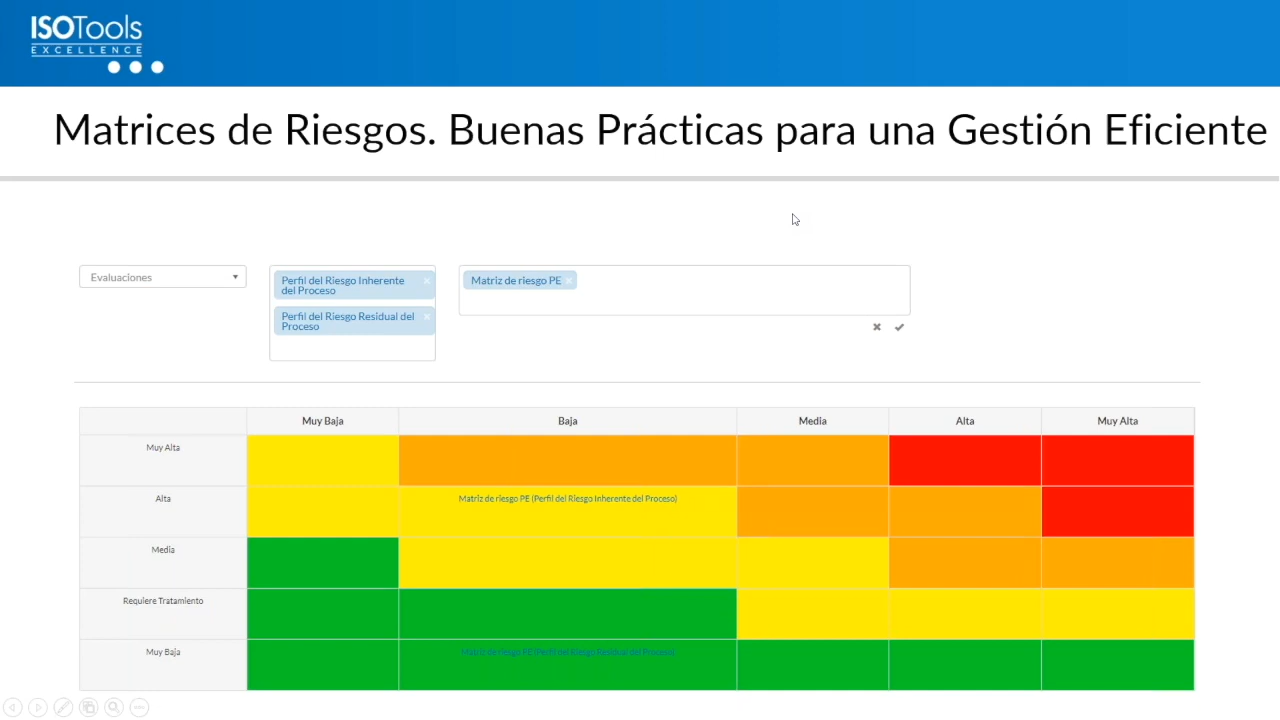 ISOTools
EXCELLENCE
Matrices de Riesgos. Buenas Prácticas para una Gestión Eficiente
Evaluaciones
Perfil del Riesgo Inherente
del Proceso
Perfil del Riesgo Residual del
Proceso
Matriz de riesgo PE
Muy Baja
Baja
Media
Alta
Muy Alta
Muy Alta
Alta
Matriz de riesgo PE (Perfil del Riesgo Inherente del Proceso)
Media
Requiere Tratamiento
Muy Baja
Matriz de riesgo PE (Perfil del Riesgo Residual del Proceso)